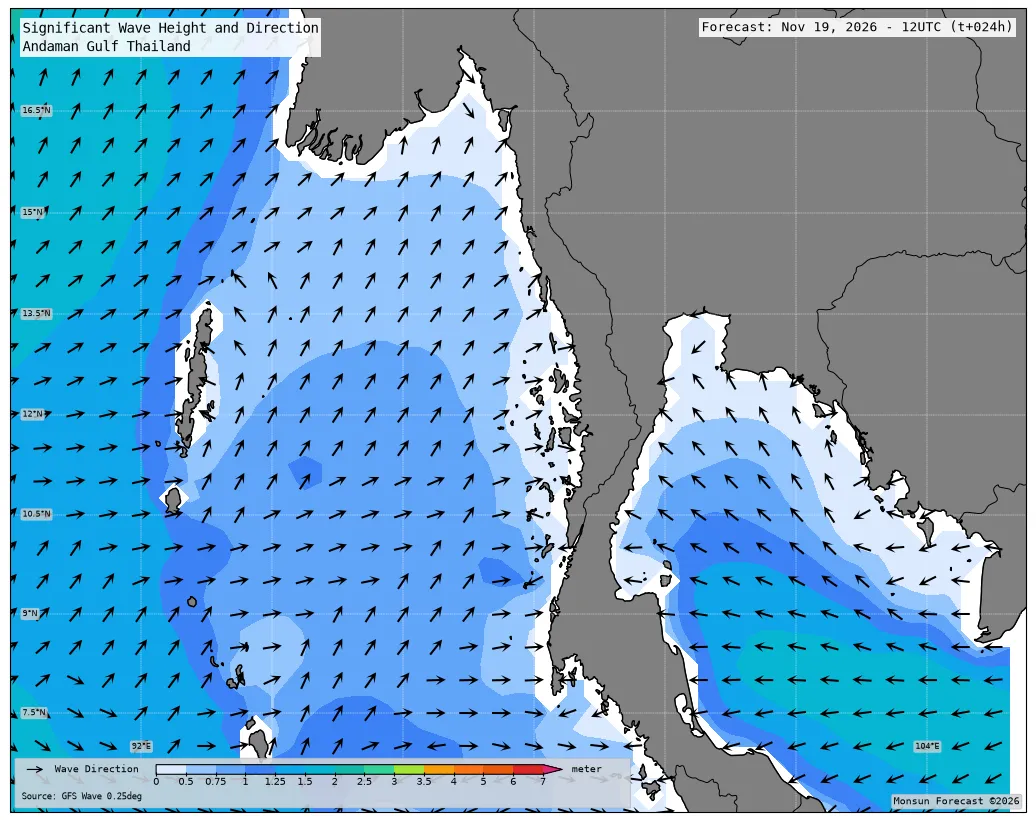 Significant Wave Height and Direction
Andaman Gulf Thailand
Forecast: Nov 19, 2026 - 12UTC (t+024h)
16.5°N
15°N
13.5°N
12°N
10.5°N
9°N
7.5°N
92°E
104°E
Wave Direction
meter
0 0.5 0.75 1 1.25 1.5 2 2.5 3 3.5 4 5 6 7
Source: GFS Wave 0.25deg
Monsun Forecast ©2026